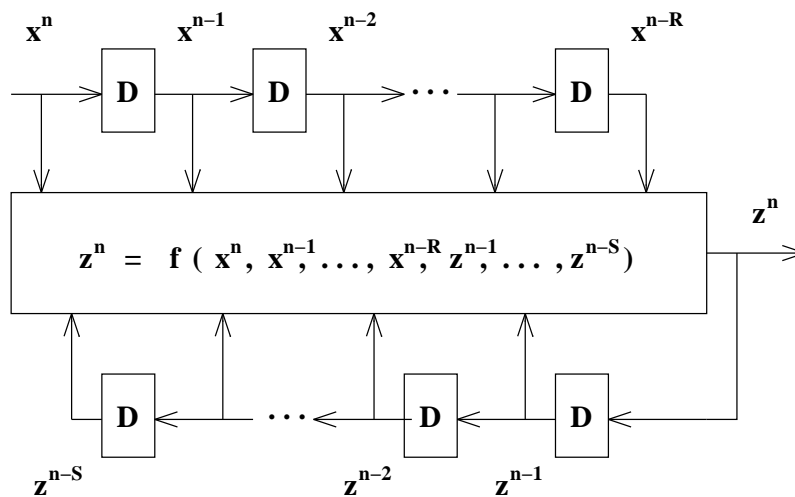 x^n x^{n-1} x^{n-2} x^{n-R}
D D ... D
z^n
z^n = f ( x^n, x^{n-1}, ..., x^{n-R}, z^{n-1}, ..., z^{n-S})
D ... D D
z^{n-S} z^{n-2} z^{n-1}